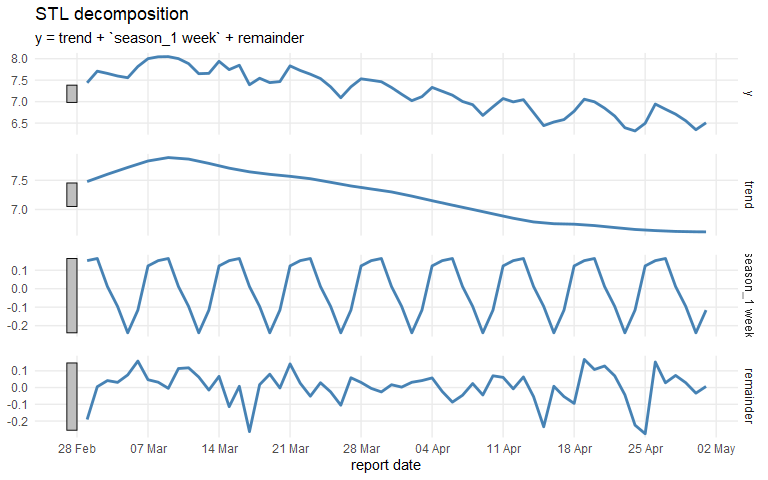 STL decomposition
y = trend + `season_1 week` + remainder
8.0
7.5
7.0
6.5
y
7.5
7.0
trend
0.1
0.0
-0.1
-0.2
season_1 week
0.1
0.0
-0.1
-0.2
remainder
28 Feb 07 Mar 14 Mar 21 Mar 28 Mar 04 Apr 11 Apr 18 Apr 25 Apr 02 May
report date